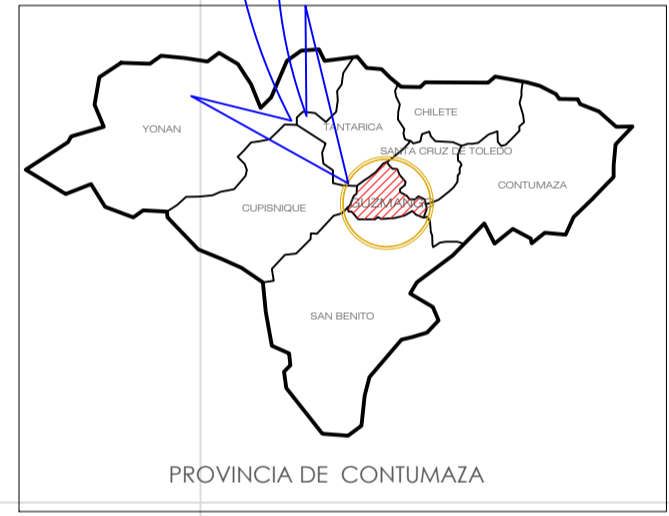 CHILETE
YONAN
TANTARICA
SANTA CRUZ DE TOLEDO
CONTUMAZA
GUZMANGO
CUPISNIQUE
SAN BENITO
PROVINCIA DE CONTUMAZA